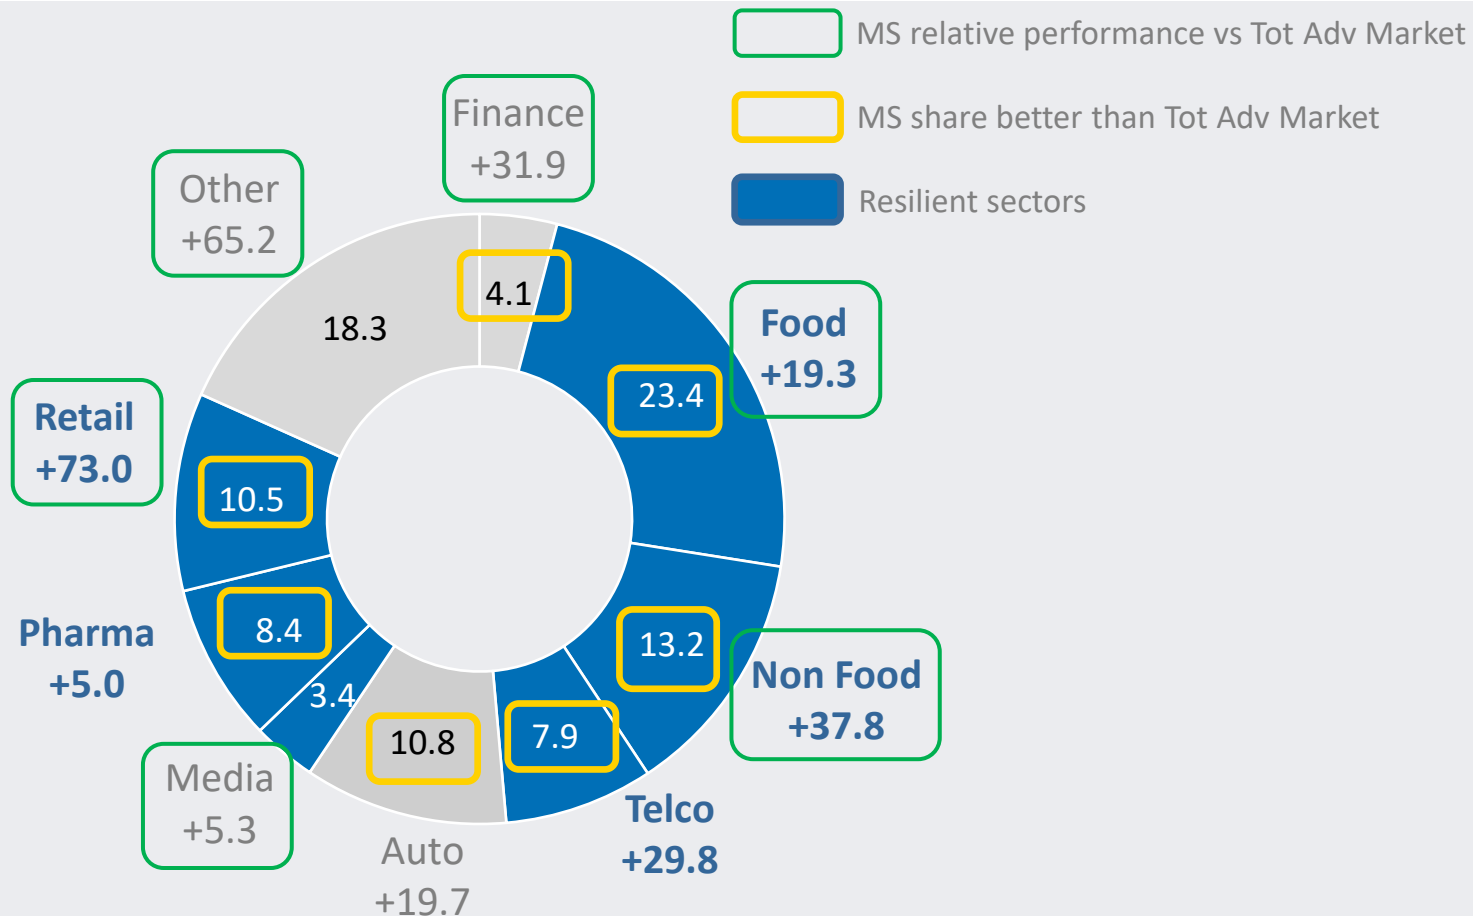 MS relative performance vs Tot Adv Market
MS share better than Tot Adv Market
Resilient sectors
Finance
+31.9
Other
+65.2
4.1
18.3
Food
+19.3
23.4
Retail
+73.0
10.5
Pharma
+5.0
8.4
13.2
Non Food
+37.8
3.4
10.8
7.9
Media
+5.3
Telco
+29.8
Auto
+19.7